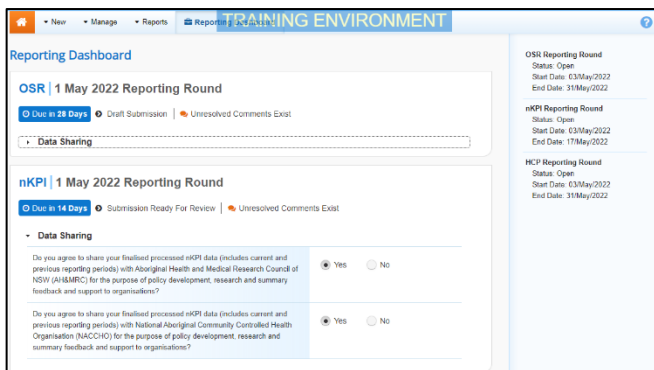 New Manage Reports Reporting Dashboard
TRAINING ENVIRONMENT
?
Reporting Dashboard
OSR | 1 May 2022 Reporting Round
Due in 28 Days Draft Submission | Unresolved Comments Exist
Data Sharing
nKPI | 1 May 2022 Reporting Round
Due in 14 Days Submission Ready For Review | Unresolved Comments Exist
Data Sharing
Do you agree to share your finalised processed nKPI data (includes current and
previous reporting periods) with Aboriginal Health and Medical Research Council of
NSW (AH&MRC) for the purpose of policy development, research and summary
feedback and support to organisations?
Yes No
Do you agree to share your finalised processed nKPI data (includes current and
previous reporting periods) with National Aboriginal Community Controlled Health
Organisation (NACCHO) for the purpose of policy development, research and
summary feedback and support to organisations?
Yes No
OSR Reporting Round
Status: Open
Start Date: 03/May/2022
End Date: 31/May/2022
nKPI Reporting Round
Status: Open
Start Date: 03/May/2022
End Date: 17/May/2022
HCP Reporting Round
Status: Open
Start Date: 03/May/2022
End Date: 31/May/2022